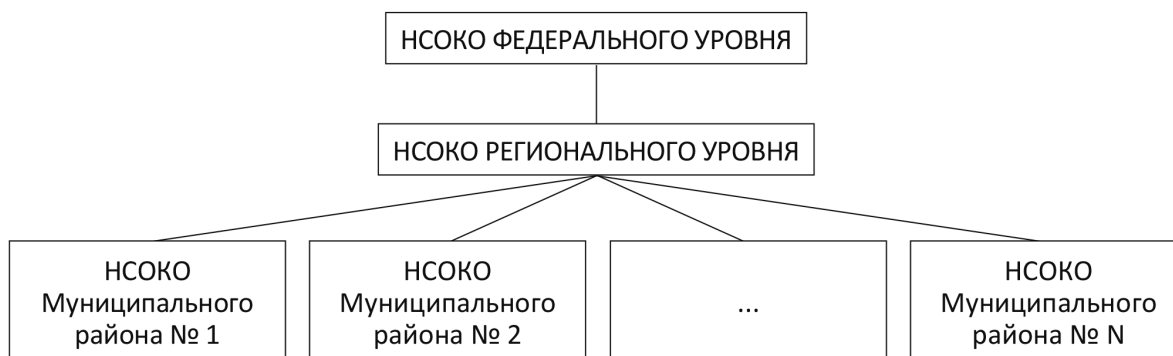 НСОКО ФЕДЕРАЛЬНОГО УРОВНЯ
НСОКО РЕГИОНАЛЬНОГО УРОВНЯ
НСОКО
Муниципального
района № 1
НСОКО
Муниципального
района № 2
...
НСОКО
Муниципального
района № N